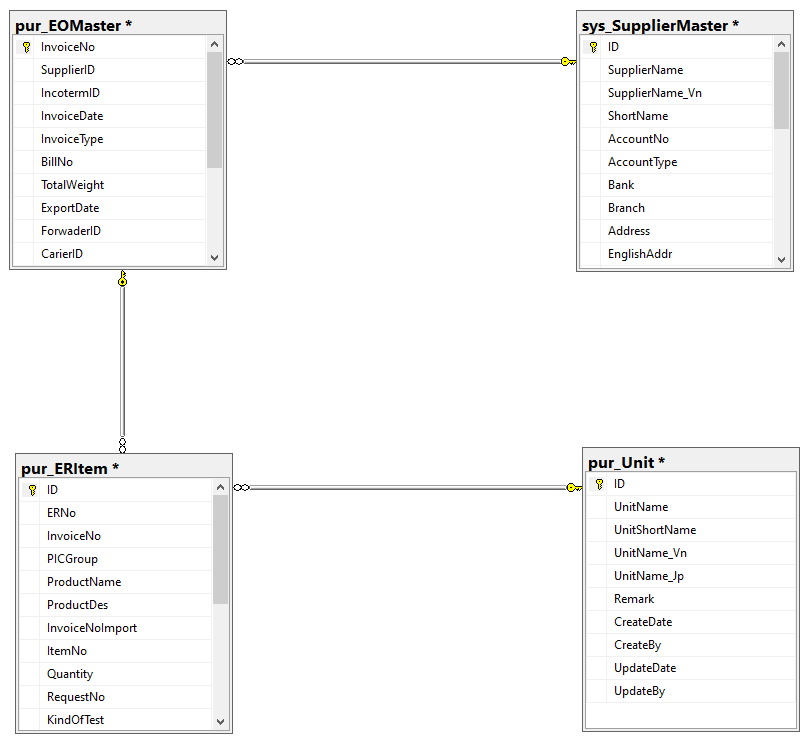 pur_EOMaster *
InvoiceNo
SupplierID
IncotermID
InvoiceDate
InvoiceType
BillNo
TotalWeight
ExportDate
ForwaderID
CarierID
sys_SupplierMaster *
ID
SupplierName
SupplierName_Vn
ShortName
AccountNo
AccountType
Bank
Branch
Address
EnglishAddr
pur_ERItem *
ID
ERNo
InvoiceNo
PICGroup
ProductName
ProductDes
InvoiceNoImport
ItemNo
Quantity
RequestNo
KindOfTest
pur_Unit *
ID
UnitName
UnitShortName
UnitName_Vn
UnitName_Jp
Remark
CreateDate
CreateBy
UpdateDate
UpdateBy